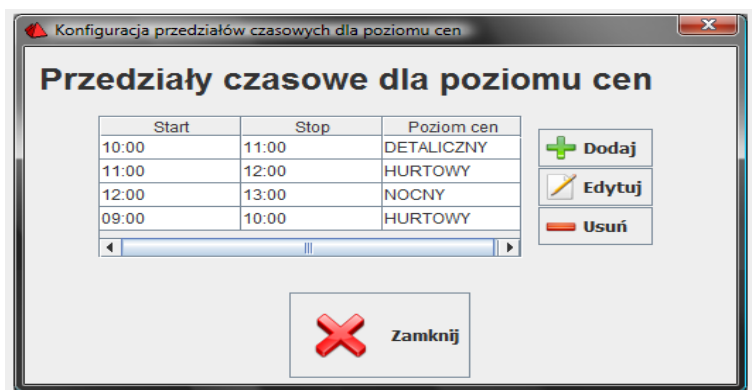 Konfiguracja przedziałów czasowych dla poziomu cen
Przedziały czasowe dla poziomu cen
Start Stop Poziom cen
10:00 11:00 DETALICZNY
11:00 12:00 HURTOWY
12:00 13:00 NOCNY
09:00 10:00 HURTOWY
Dodaj
Edytuj
Usuń
Zamknij